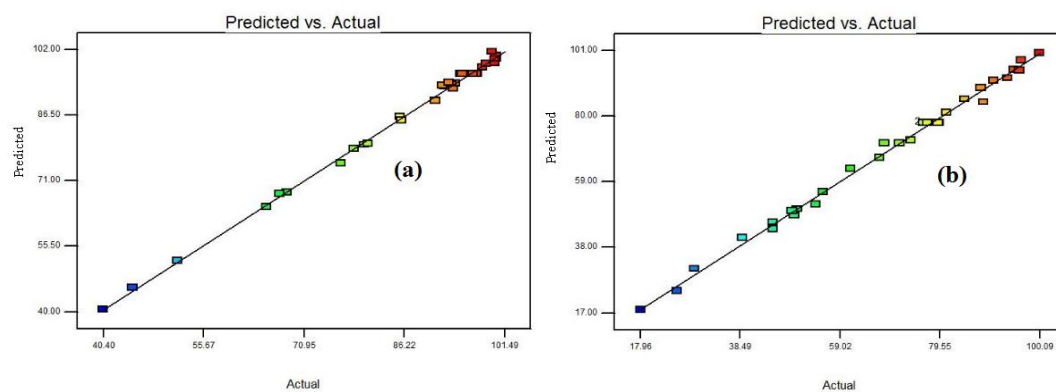 Predicted vs. Actual
102.00
86.50
71.00
55.50
40.00
Predicted
(a)
40.40 55.67 70.95 86.22 101.49
Actual
Predicted vs. Actual
101.00
80.00
59.00
38.00
17.00
Predicted
2
(b)
17.96 38.49 59.02 79.55 100.09
Actual